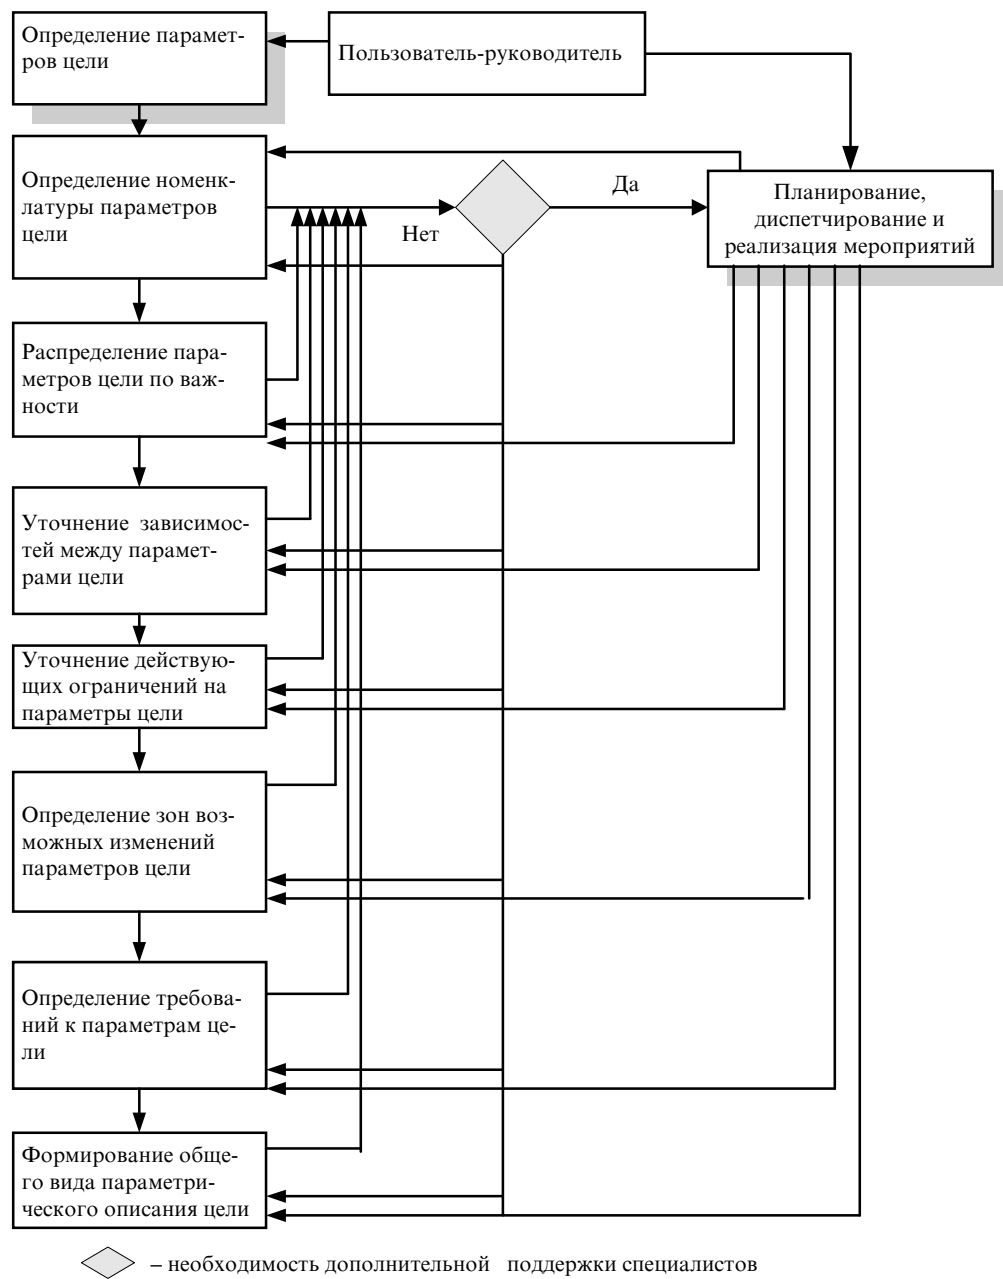 Определение парамет-
ров цели
Пользователь-руководитель
Определение номенк-
латуры параметров
цели
Да
Нет
Планирование,
диспетчирование и
реализация мероприятий
Распределение пара-
метров цели по важ-
ности
Уточнение зависимос-
тей между парамет-
рами цели
Уточнение действую-
щих ограничений на
параметры цели
Определение зон воз-
можных изменений
параметров цели
Определение требова-
ний к параметрам це-
ли
Формирование обще-
го вида параметри-
ческого описания цели
– необходимость дополнительной поддержки специалистов